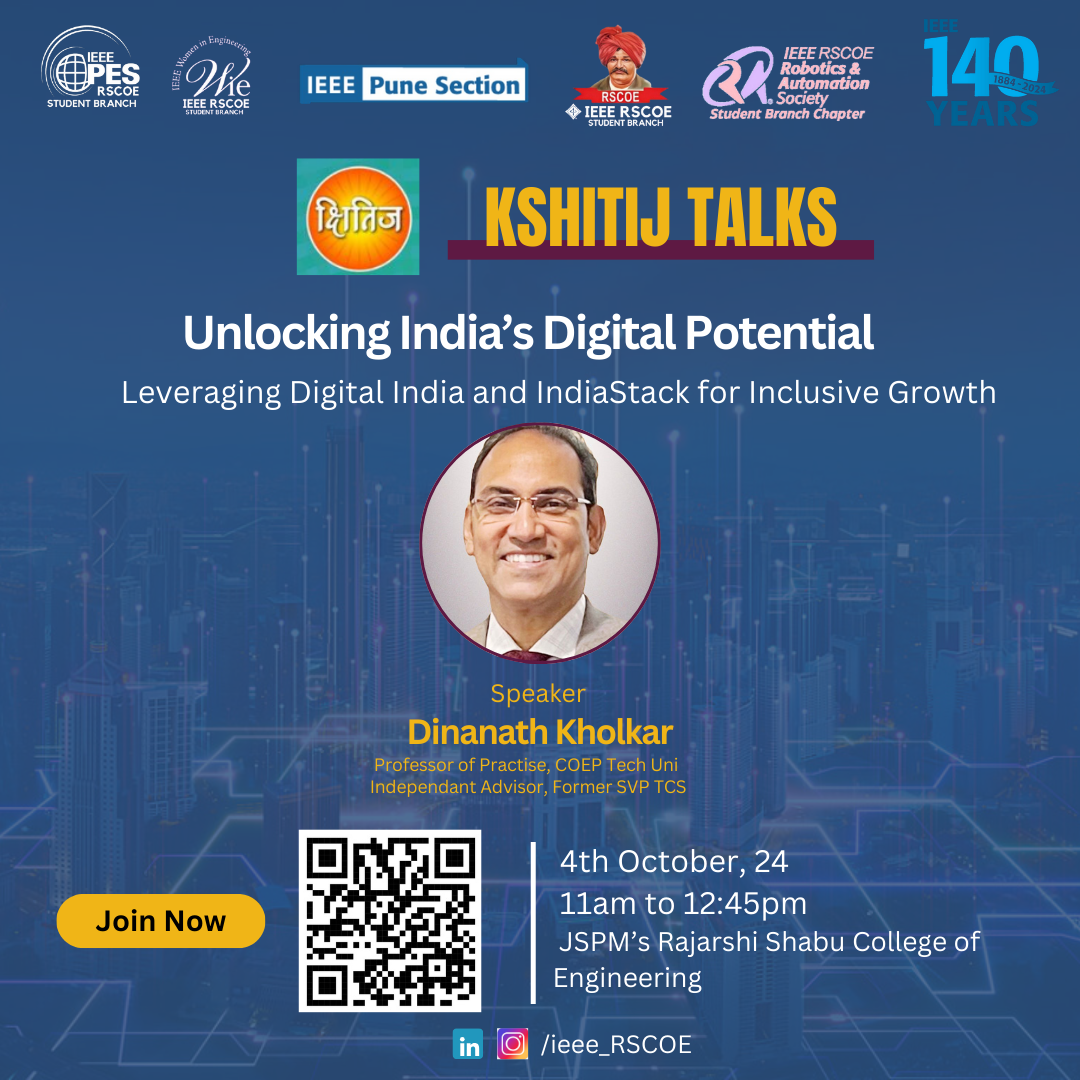 IEEE
PES
RSCOE
STUDENT BRANCH
IEEE Women in Engineering
Wie
IEEE RSCOE
STUDENT BRANCH
IEEE Pune Section
RSCOE
IEEE RSCOE
STUDENT BRANCH
IEEE RSCOE
Robotics &
Automation
Society
Student Branch Chapter
IEEE
140
1884 - 2024
YEARS
क्षितिज
KSHITIJ TALKS
Unlocking India’s Digital Potential
Leveraging Digital India and IndiaStack for Inclusive Growth
Speaker
Dinanath Kholkar
Professor of Practise, COEP Tech Uni
Independant Advisor, Former SVP TCS
Join Now
4th October, 24
11am to 12:45pm
JSPM’s Rajarshi Shabu College of
Engineering
in
/ieee_RSCOE